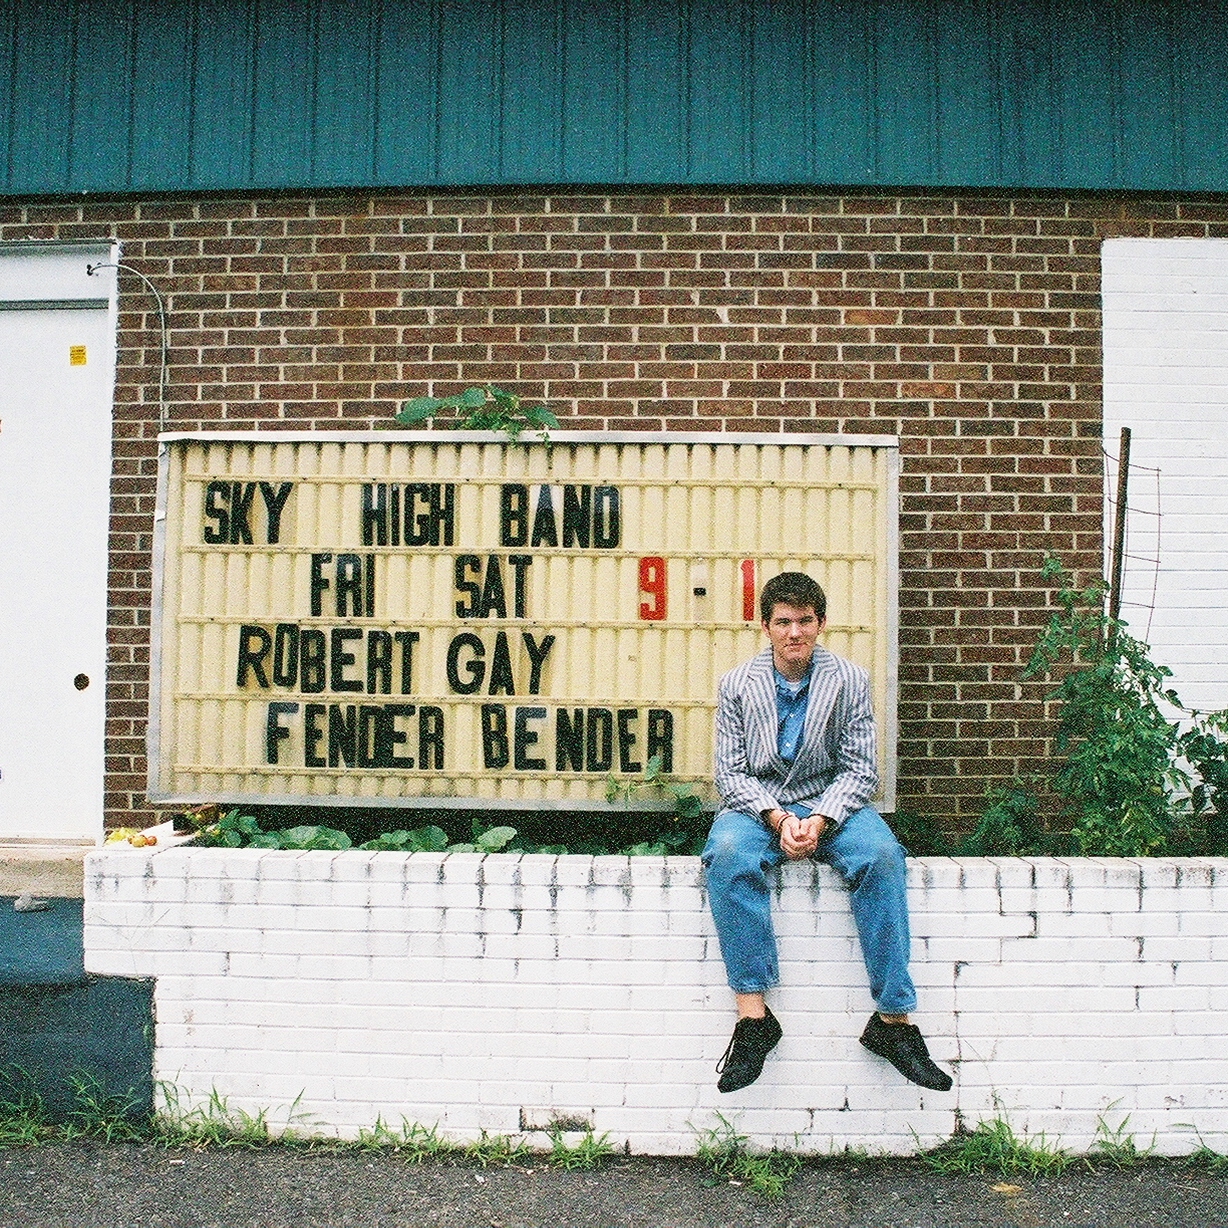 SKY HIGH BAND
FRI SAT 9-1
ROBERT GAY
FENDER BENDER